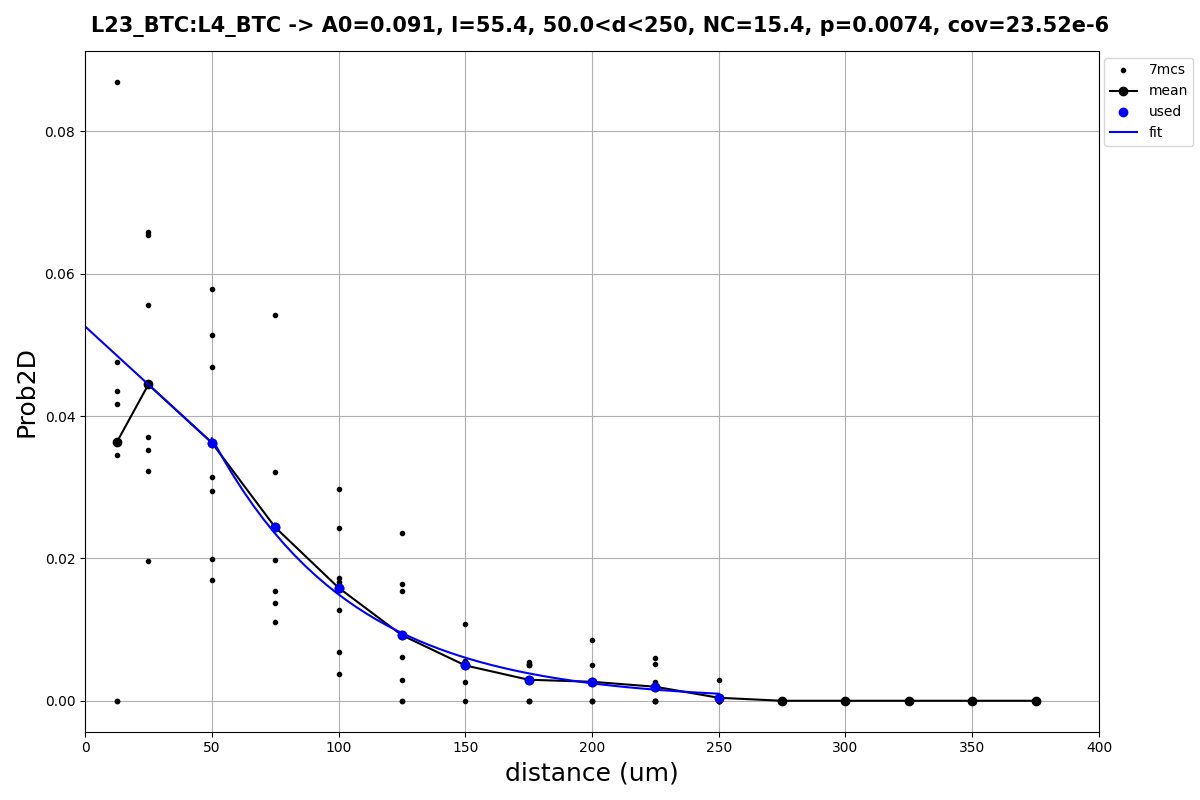 L23_BTC:L4_BTC -> A0=0.091, l=55.4, 50.0<d<250, NC=15.4, p=0.0074, cov=23.52e-6
7mcs
mean
used
fit
0.08
0.06
0.04
0.02
0.00
Prob2D
0 50 100 150 200 250 300 350 400
distance (um)